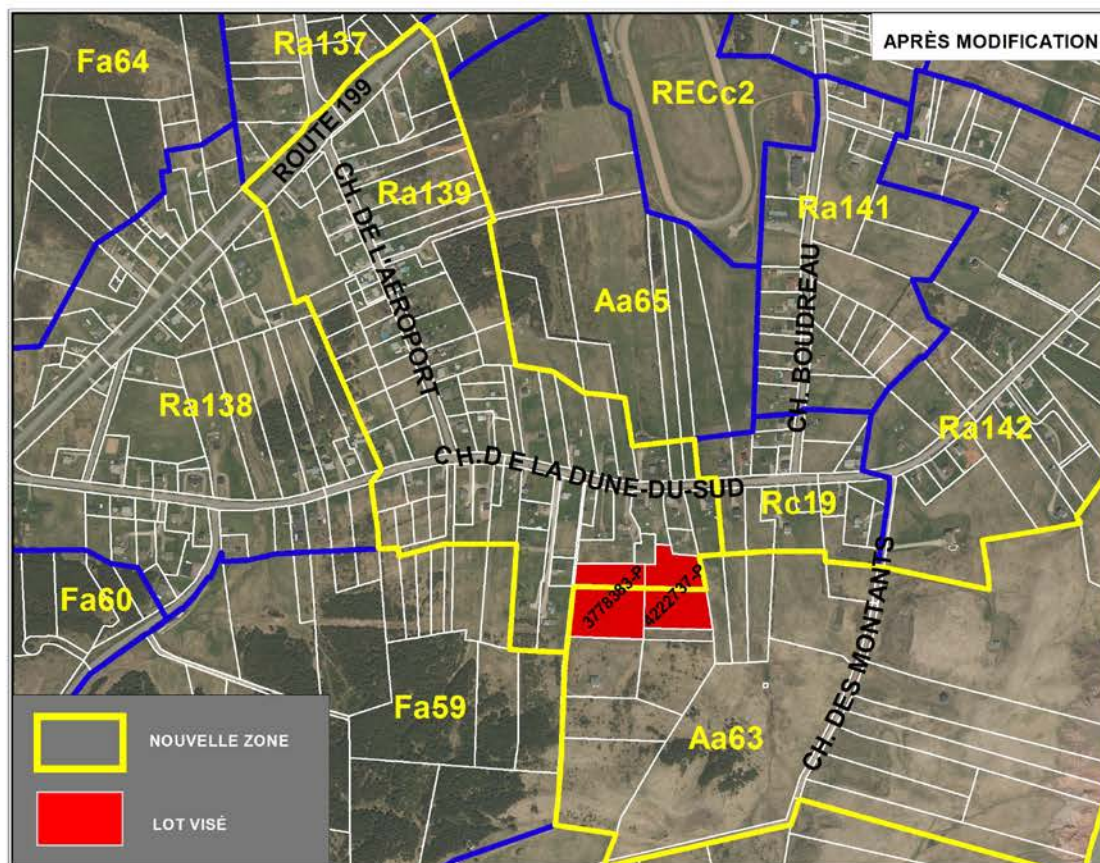 APRÈS MODIFICATION
Fa64
Ra137
RECc2
ROUTE 199
CH. DE L'AÉROPORT
Ra139
Ra141
Aa65
CH. BOUDREAU
Ra138
Ra142
CH. DE LA DUNE-DU-SUD
Rc19
Fa60
3778383-P
4222737-P
CH. DES MONTANTS
Fa59
Aa63
NOUVELLE ZONE
LOT VISÉ